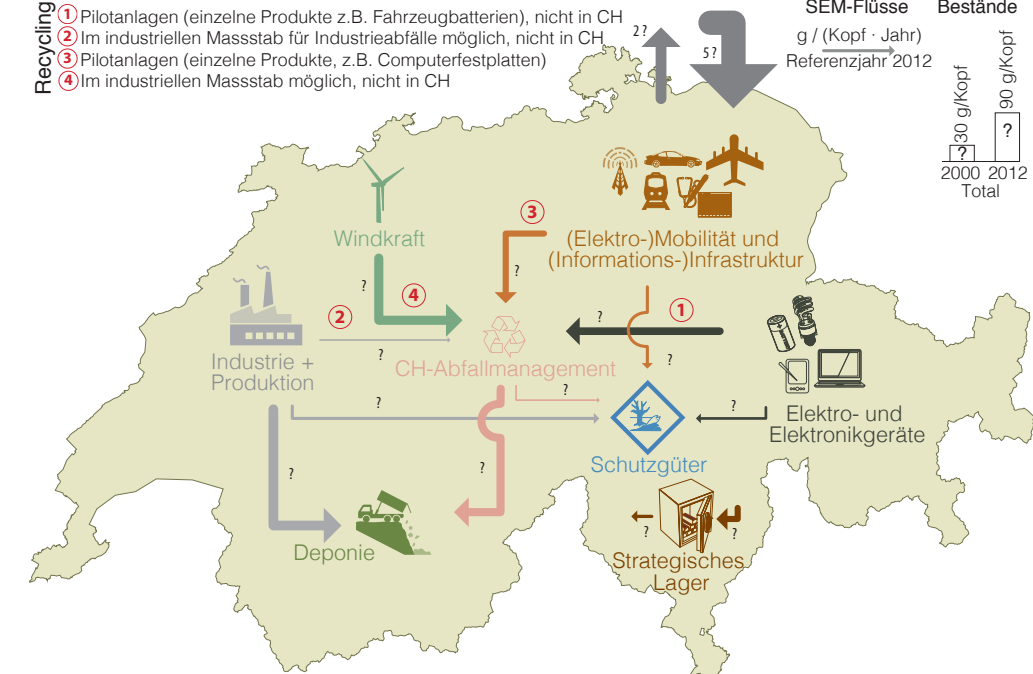 Recycling
1 Pilotanlagen (einzelne Produkte z.B. Fahrzeugbatterien), nicht in CH
2 Im industriellen Massstab für Industrieabfälle möglich, nicht in CH
3 Pilotanlagen (einzelne Produkte, z.B. Computerfestplatten)
4 Im industriellen Massstab möglich, nicht in CH
2 ?
5 ?
SEM-Flüsse
g / (Kopf · Jahr)
Referenzjahr 2012
Bestände
30 g/Kopf
?
90 g/Kopf
?
2000 2012
Total
Windkraft
?
4
3
?
(Elektro-)Mobilität und
(Informations-)Infrastruktur
?
1
?
2
?
Industrie +
Produktion
CH-Abfallmanagement
?
?
?
Elektro- und
Elektronikgeräte
Schutzgüter
?
?
Deponie
?
?
Strategisches
Lager